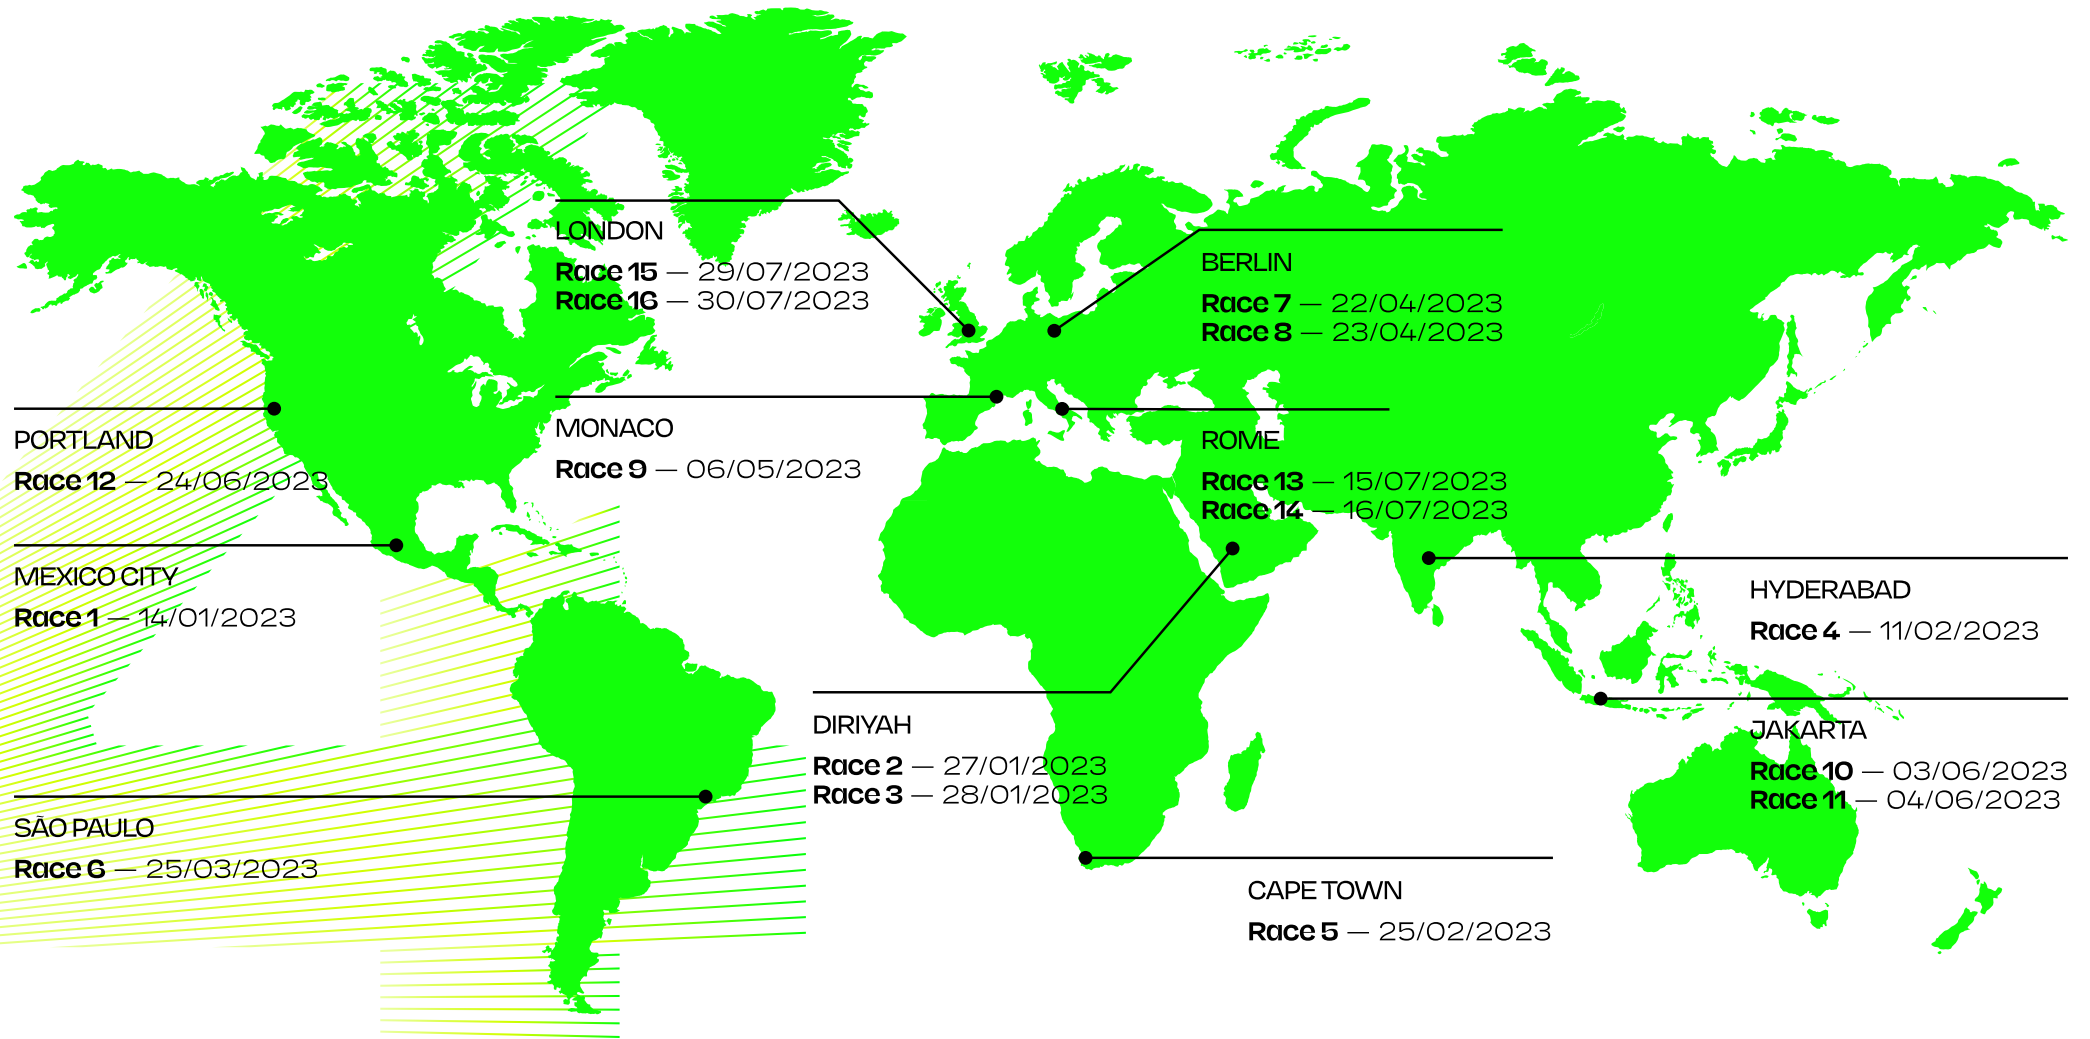 LONDON
Race 15 — 29/07/2023
Race 16 — 30/07/2023
BERLIN
Race 7 — 22/04/2023
Race 8 — 23/04/2023
PORTLAND
Race 12 — 24/06/2023
MONACO
Race 9 — 06/05/2023
ROME
Race 13 — 15/07/2023
Race 14 — 16/07/2023
MEXICO CITY
Race 1 — 14/01/2023
HYDERABAD
Race 4 — 11/02/2023
DIRIYAH
Race 2 — 27/01/2023
Race 3 — 28/01/2023
JAKARTA
Race 10 — 03/06/2023
Race 11 — 04/06/2023
SÃO PAULO
Race 6 — 25/03/2023
CAPE TOWN
Race 5 — 25/02/2023